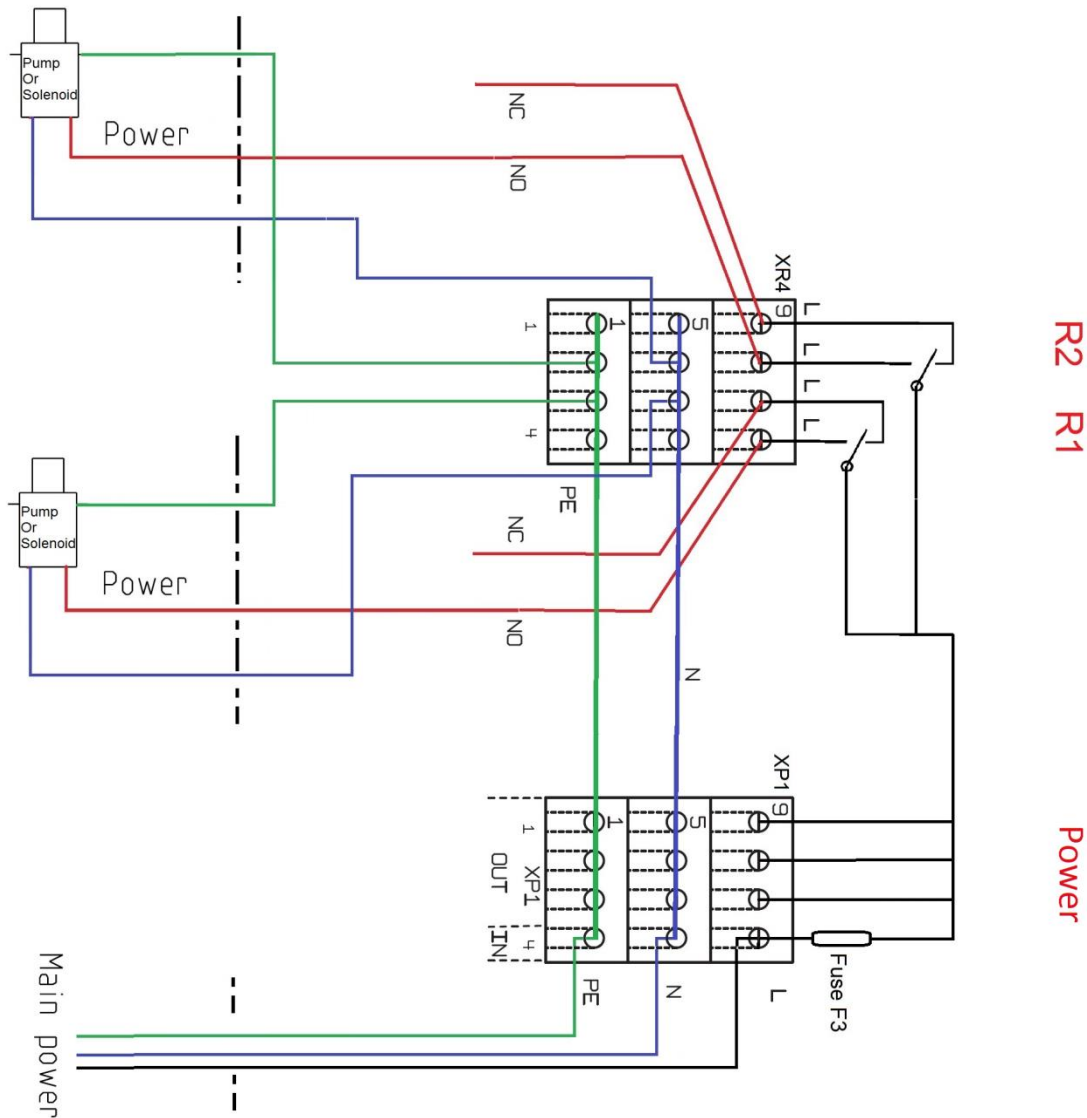 Pump
Or
Solenoid
Power
NC
NO
XR4
L
9
L
L
L
1
1
5
4
R2
R1
PE
NC
NO
Pump
Or
Solenoid
Power
N
XP1
9
1
1
5
OUT
XP1
IN
4
PE
N
L
Fuse F3
Power
Main power